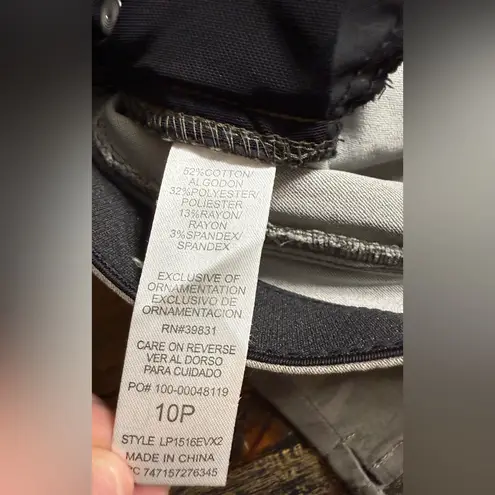 52%COTTON/
ALGODON
32%POLYESTER/
POLIESTER
13%RAYON/
RAYON
3%SPANDEX/
SPANDEX
EXCLUSIVE OF
ORNAMENTATION
EXCLUSIVO DE
ORNAMENTACION
RN#39831
CARE ON REVERSE
VER AL DORSO
PARA CUIDADO
PO# 100-00048119
10P
STYLE LP1516EVX2
MADE IN CHINA
PC 747157276345